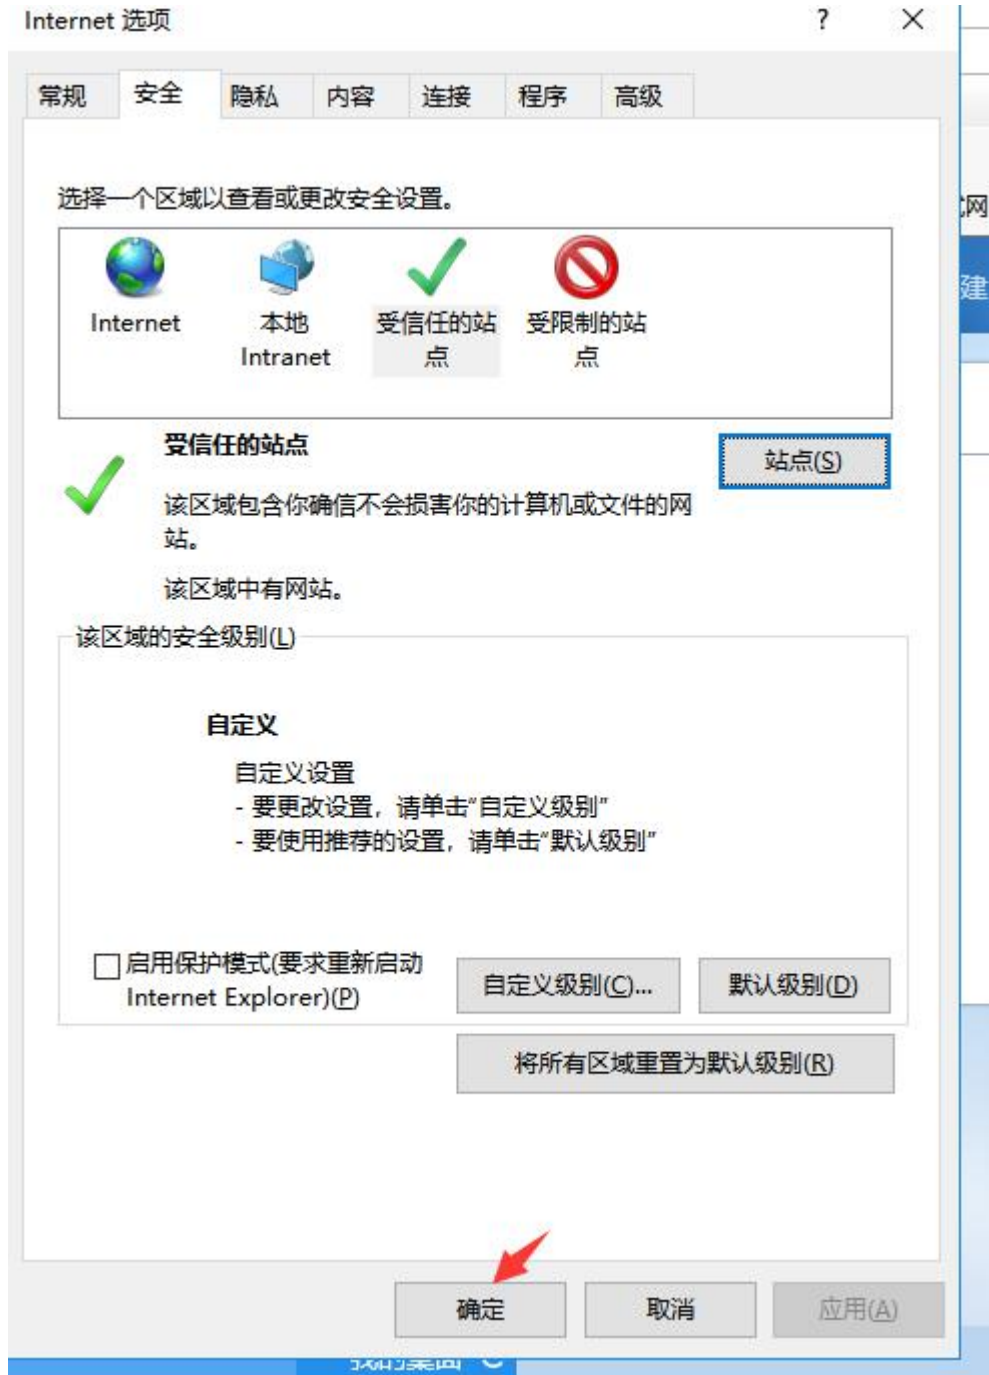 Internet 选项
?
常规
安全
隐私
内容
连接
程序
高级
选择一个区域以查看或更改安全设置。
Internet
本地
Intranet
受信任的站
点
受限制的站
点
受信任的站点
站点(S)
该区域包含你确信不会损害你的计算机或文件的网
站。
该区域中有网站。
该区域的安全级别(L)
自定义
自定义设置
- 要更改设置，请单击“自定义级别”
- 要使用推荐的设置，请单击“默认级别”
启用保护模式(要求重新启动
Internet Explorer)(P)
自定义级别(C)...
默认级别(D)
将所有区域重置为默认级别(R)
确定
取消
应用(A)
网
建
我的桌面